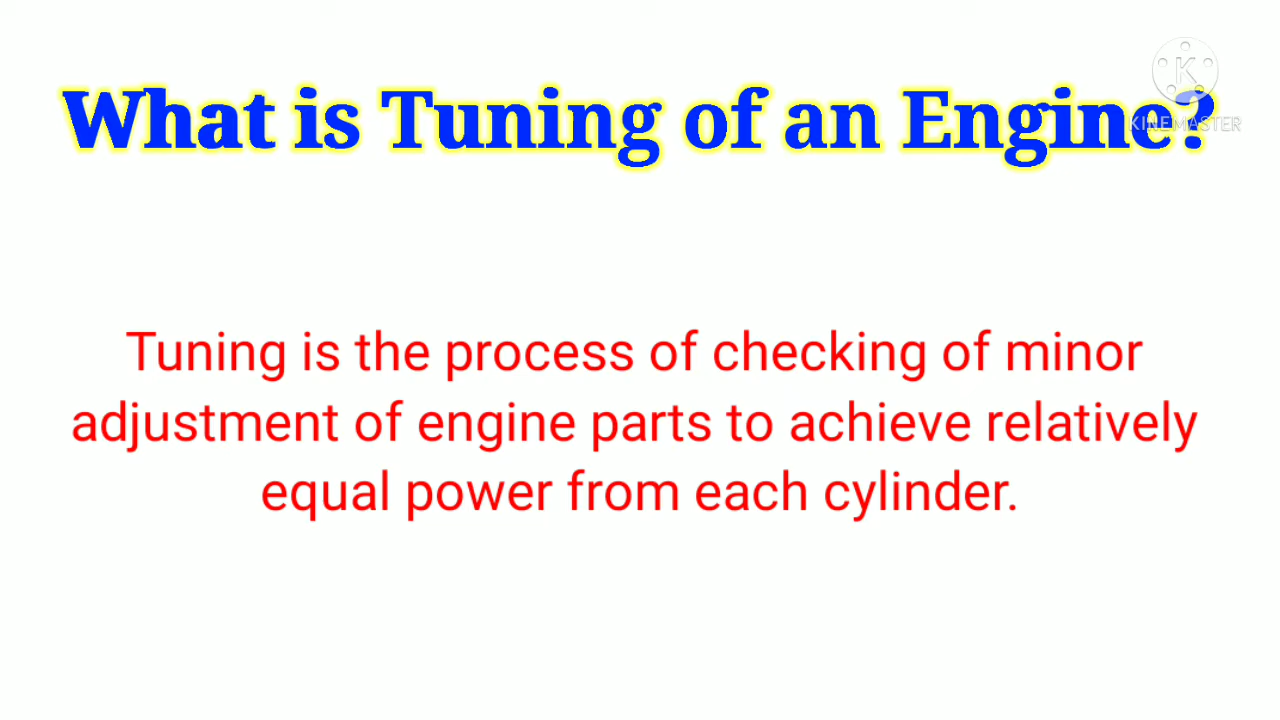 What is Tuning of an Engine?
K
KINEMASTER
Tuning is the process of checking of minor
adjustment of engine parts to achieve relatively
equal power from each cylinder.